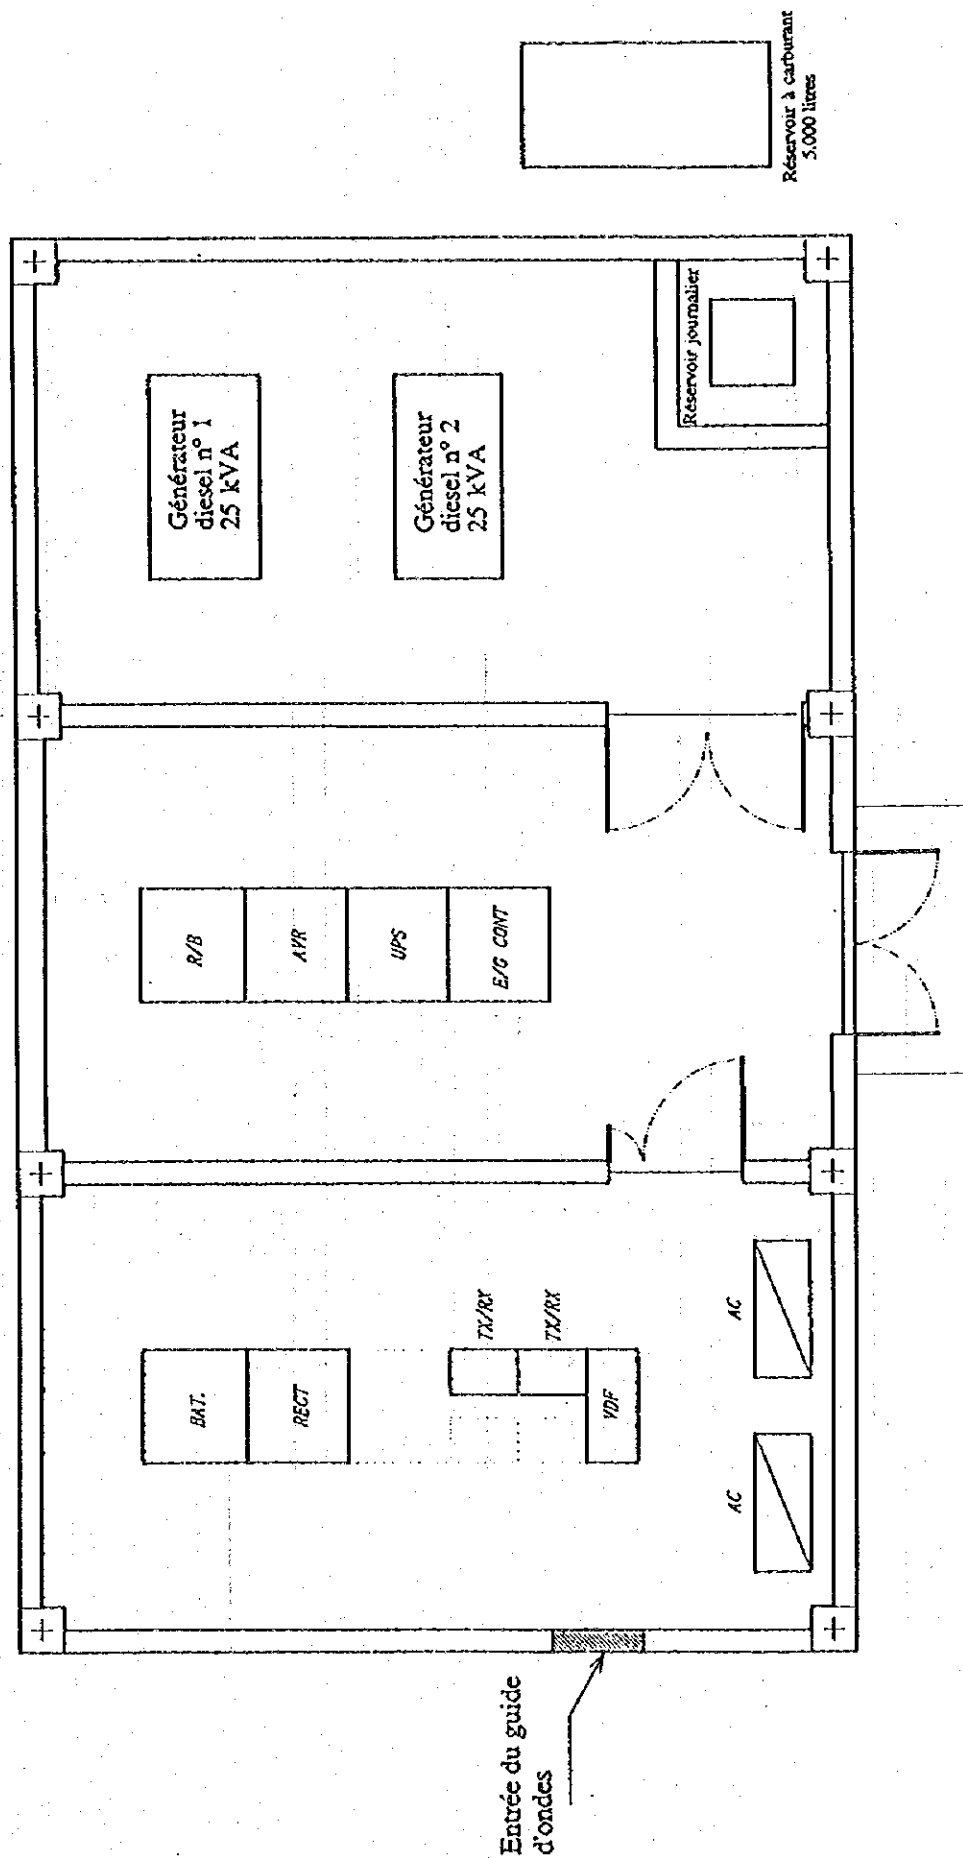 Entrée du guide
d'ondes
BAT.
RECT
TX/RX
TX/RX
VDF
AC
AC
R/B
AVR
UPS
E/G CONT
Générateur
diesel n° 1
25 kVA
Générateur
diesel n° 2
25 kVA
Réservoir journalier
Réservoir à carburant
5.000 litres